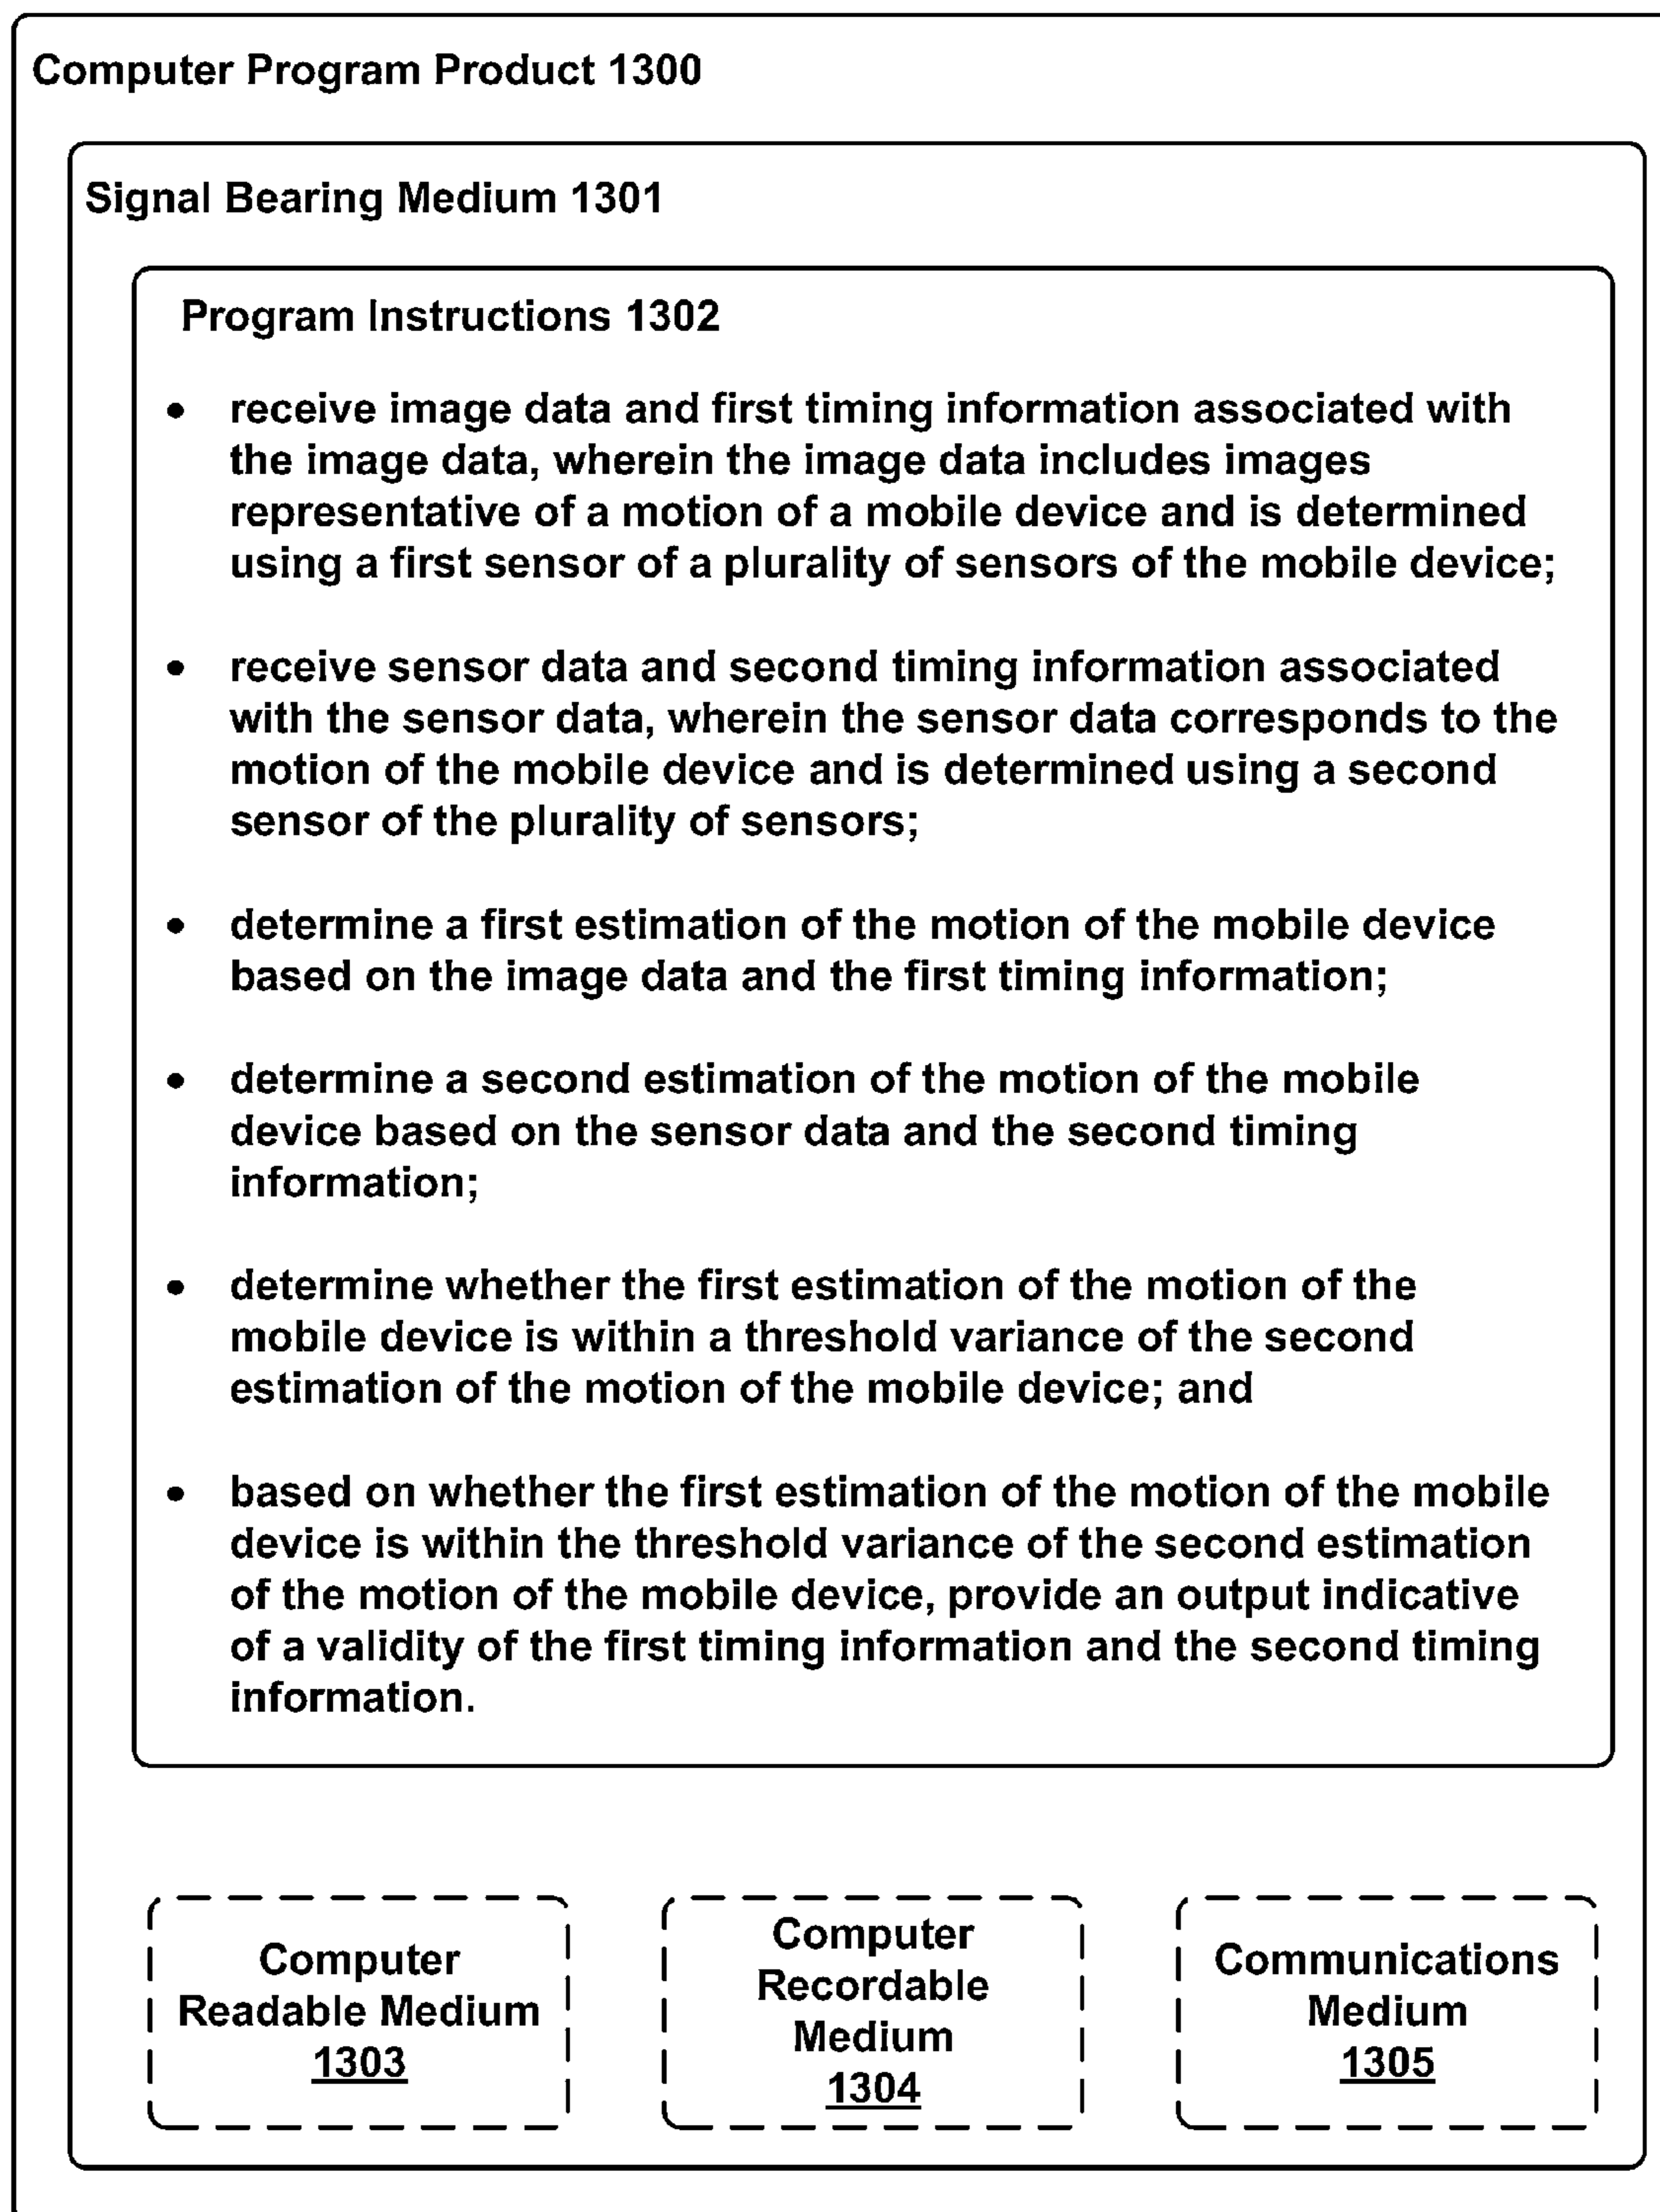 Computer Program Product 1300
Signal Bearing Medium 1301
Program Instructions 1302
• receive image data and first timing information associated with
the image data, wherein the image data includes images
representative of a motion of a mobile device and is determined
using a first sensor of a plurality of sensors of the mobile device;
• receive sensor data and second timing information associated
with the sensor data, wherein the sensor data corresponds to the
motion of the mobile device and is determined using a second
sensor of the plurality of sensors;
• determine a first estimation of the motion of the mobile device
based on the image data and the first timing information;
• determine a second estimation of the motion of the mobile
device based on the sensor data and the second timing
information;
• determine whether the first estimation of the motion of the
mobile device is within a threshold variance of the second
estimation of the motion of the mobile device; and
• based on whether the first estimation of the motion of the mobile
device is within the threshold variance of the second estimation
of the motion of the mobile device, provide an output indicative
of a validity of the first timing information and the second timing
information.
Computer
Readable Medium
1303
Computer
Recordable
Medium
1304
Communications
Medium
1305